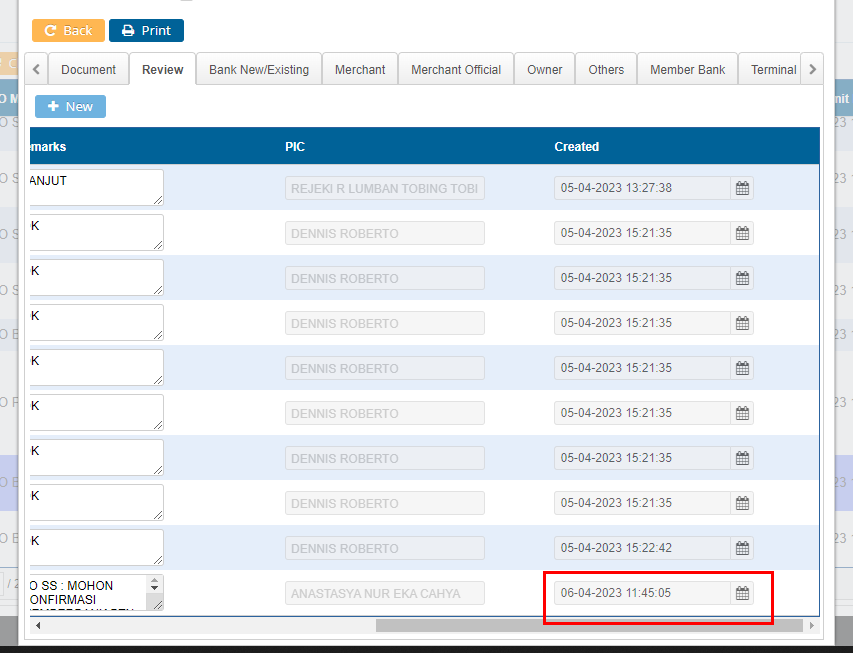 Back Print
Document Review Bank New/Existing Merchant Merchant Official Owner Others Member Bank Terminal
New
emarks PIC Created
ANJUT REJEKI R LUMBAN TOBING TOBI 05-04-2023 13:27:38
K DENNIS ROBERTO 05-04-2023 15:21:35
K DENNIS ROBERTO 05-04-2023 15:21:35
K DENNIS ROBERTO 05-04-2023 15:21:35
K DENNIS ROBERTO 05-04-2023 15:21:35
K DENNIS ROBERTO 05-04-2023 15:21:35
K DENNIS ROBERTO 05-04-2023 15:21:35
K DENNIS ROBERTO 05-04-2023 15:21:35
K DENNIS ROBERTO 05-04-2023 15:22:42
O SS : MOHON
ONFIRMASI
ANASTASYA NUR EKA CAHYA 06-04-2023 11:45:05